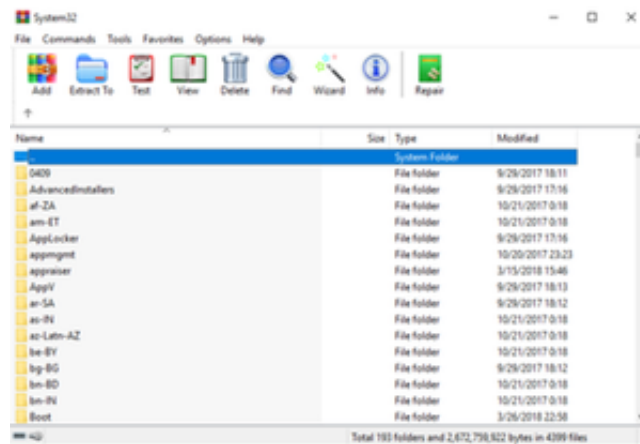 System32
File Commands Tools Favorites Options Help
Add Extract To Test View Delete Find Wizard Info Repair
Name Size Type Modified
.. System Folder
0409 File folder 9/29/2017 18:11
AdvancedInstallers File folder 9/29/2017 17:16
af-ZA File folder 10/21/2017 0:18
am-ET File folder 10/21/2017 0:18
AppLocker File folder 9/29/2017 17:16
appmgmt File folder 10/20/2017 23:23
appraiser File folder 3/15/2018 15:46
AppV File folder 9/29/2017 18:13
ar-SA File folder 9/29/2017 18:12
as-IN File folder 10/21/2017 0:18
az-Latn-AZ File folder 10/21/2017 0:18
be-BY File folder 10/21/2017 0:18
bg-BG File folder 9/29/2017 18:12
bn-BD File folder 10/21/2017 0:18
bn-IN File folder 10/21/2017 0:18
Boot File folder 3/26/2018 22:58
Total 193 folders and 2,672,798,922 bytes in 4399 files